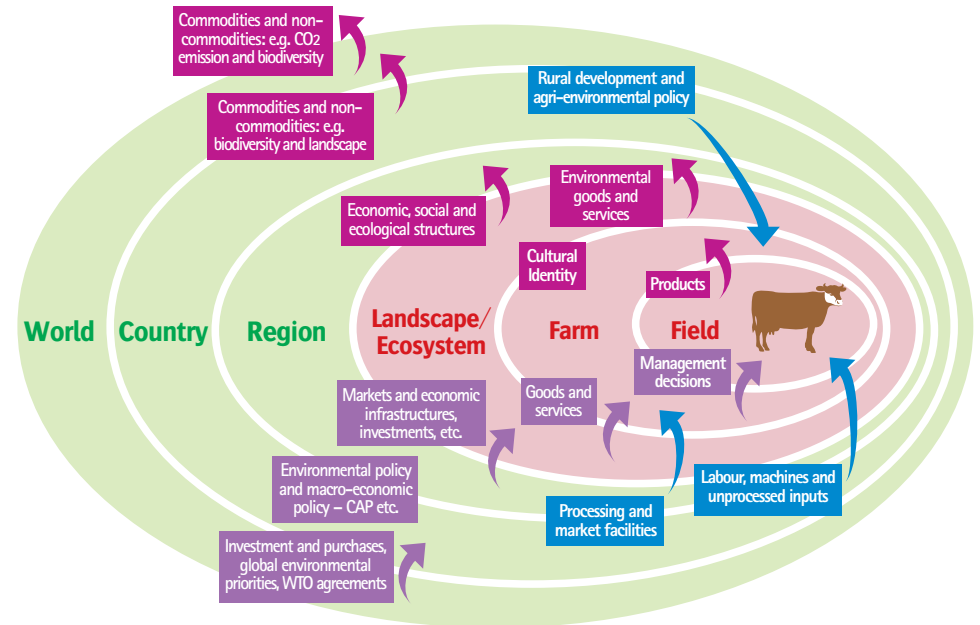 Commodities and non-
commodities: e.g. CO2
emission and biodiversity
Rural development and
agri-environmental policy
Commodities and non-
commodities: e.g.
biodiversity and landscape
Environmental
goods and
services
Economic, social and
ecological structures
Cultural
Identity
Products
World
Country
Region
Landscape/
Ecosystem
Farm
Field
Management
decisions
Markets and economic
infrastructures,
investments, etc.
Goods and
services
Environmental policy
and macro-economic
policy – CAP etc.
Labour, machines and
unprocessed inputs
Processing and
market facilities
Investment and purchases,
global environmental
priorities, WTO agreements